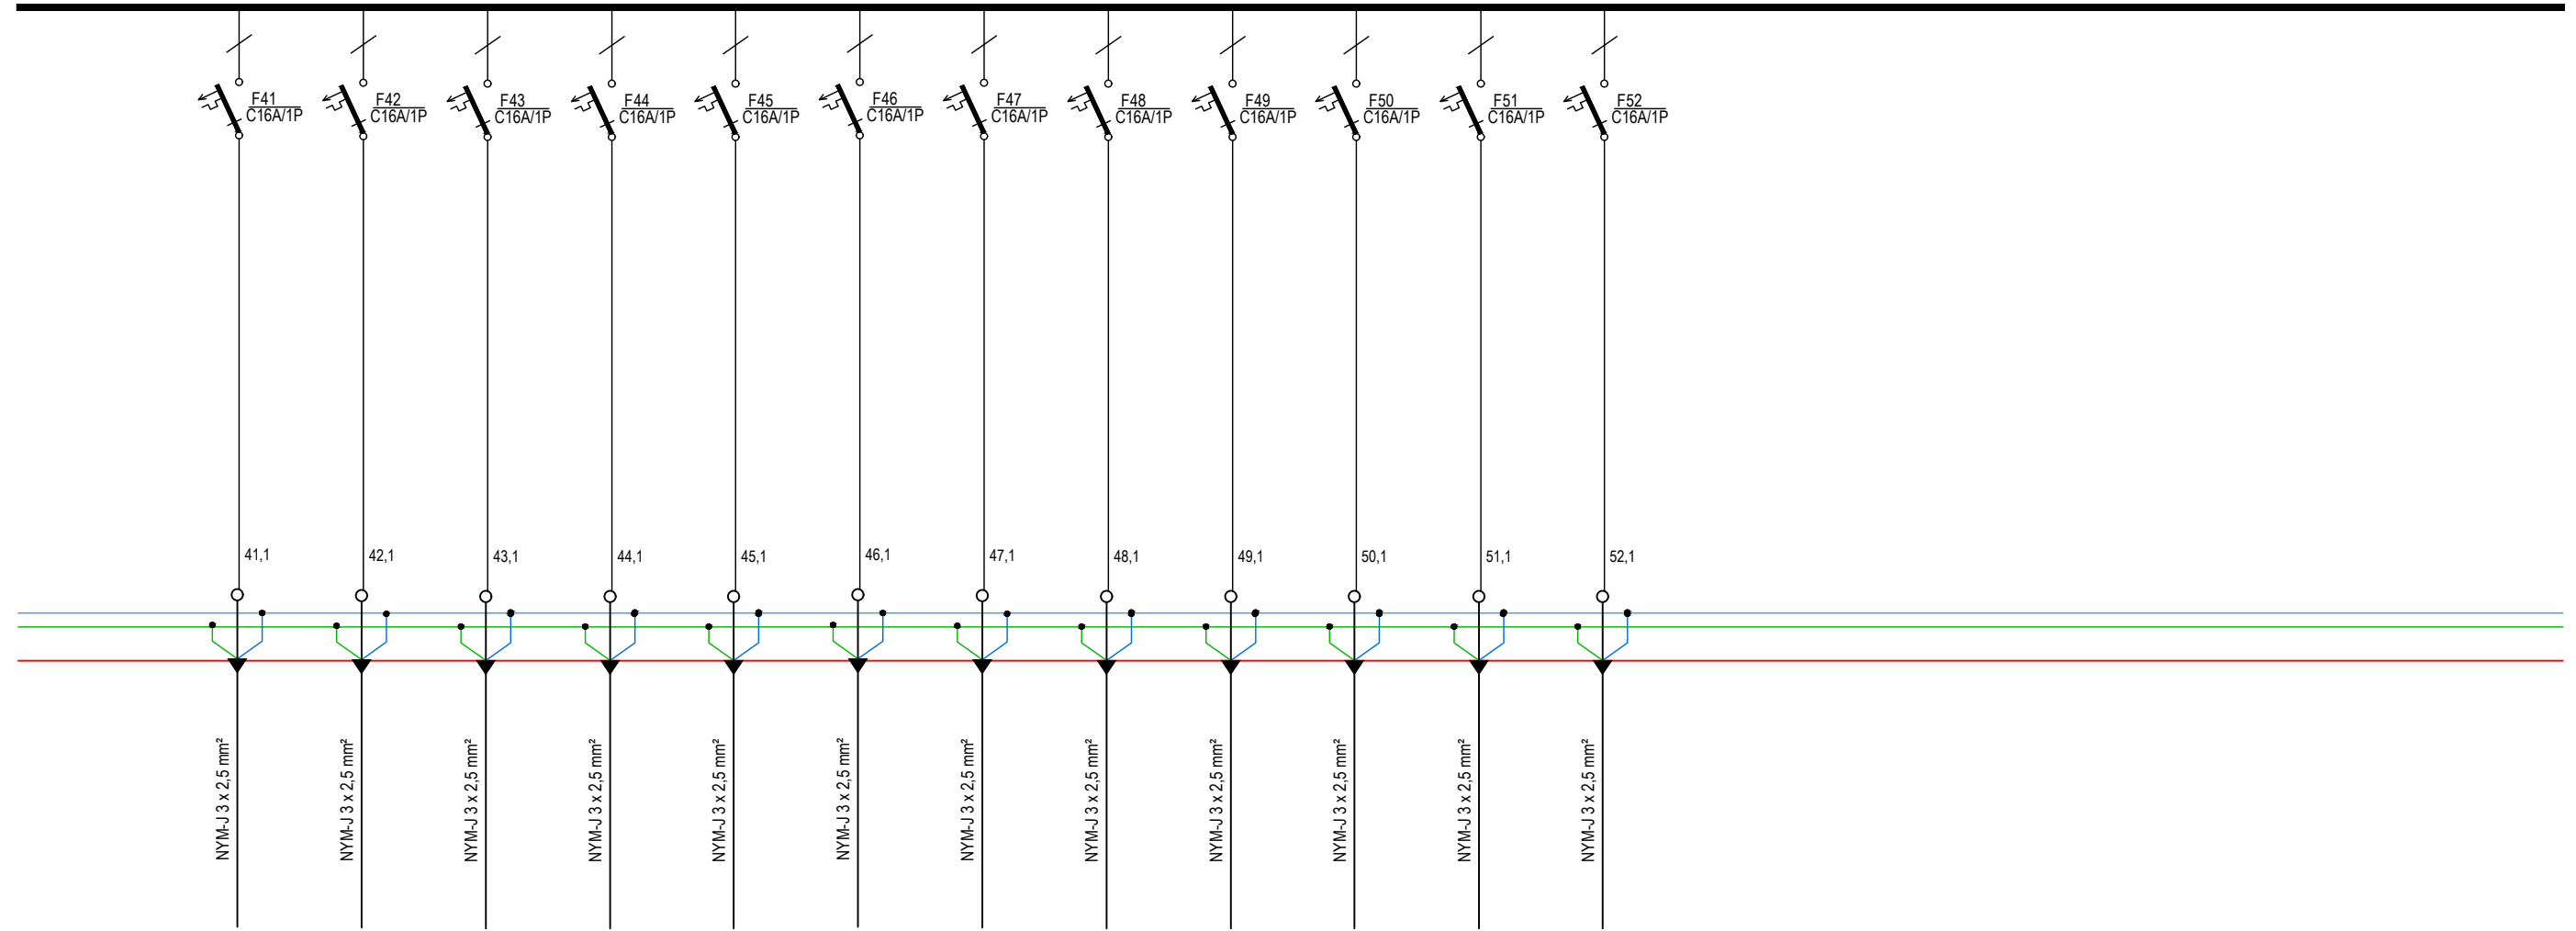 F41
C16A/1P
F42
C16A/1P
F43
C16A/1P
F44
C16A/1P
F45
C16A/1P
F46
C16A/1P
F47
C16A/1P
F48
C16A/1P
F49
C16A/1P
F50
C16A/1P
F51
C16A/1P
F52
C16A/1P
41,1
42,1
43,1
44,1
45,1
46,1
47,1
48,1
49,1
50,1
51,1
52,1
NYM-J 3 x 2,5 mm²
NYM-J 3 x 2,5 mm²
NYM-J 3 x 2,5 mm²
NYM-J 3 x 2,5 mm²
NYM-J 3 x 2,5 mm²
NYM-J 3 x 2,5 mm²
NYM-J 3 x 2,5 mm²
NYM-J 3 x 2,5 mm²
NYM-J 3 x 2,5 mm²
NYM-J 3 x 2,5 mm²
NYM-J 3 x 2,5 mm²
NYM-J 3 x 2,5 mm²